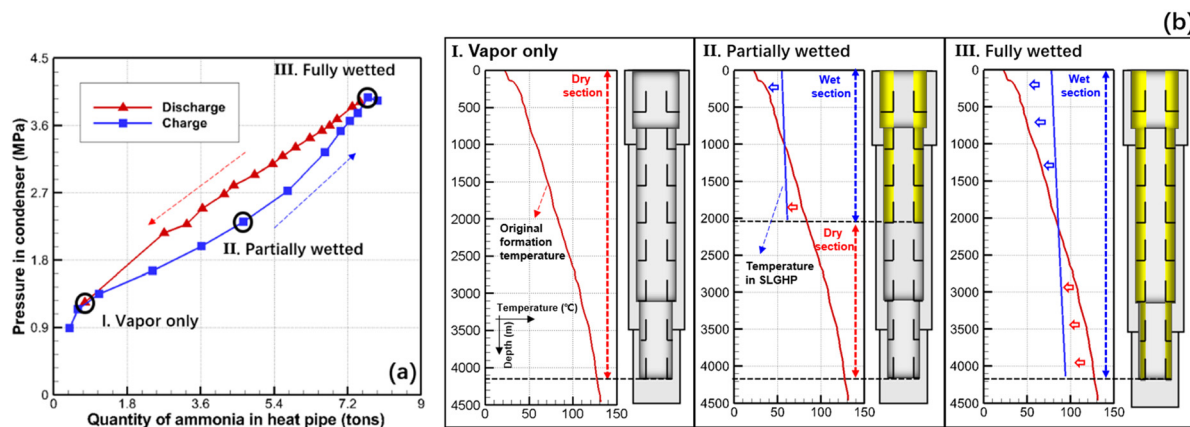 (b)
4.5
3.6
2.7
1.8
0.9
0
Pressure in condenser (MPa)
III. Fully wetted
Discharge
Charge
II. Partially wetted
I. Vapor only
(a)
0 1.8 3.6 5.4 7.2 9
Quantity of ammonia in heat pipe (tons)
I. Vapor only
0
500
1000
1500
2000
2500
3000
3500
4000
4500
Dry
section
Original
formation
temperature
Temperature (℃)
Depth (m)
0 50 100 150
II. Partially wetted
0
500
1000
1500
2000
2500
3000
3500
4000
4500
Wet
section
Dry
section
Temperature
in SLGHP
0 50 100 150
III. Fully wetted
0
500
1000
1500
2000
2500
3000
3500
4000
4500
Wet
section
0 50 100 150